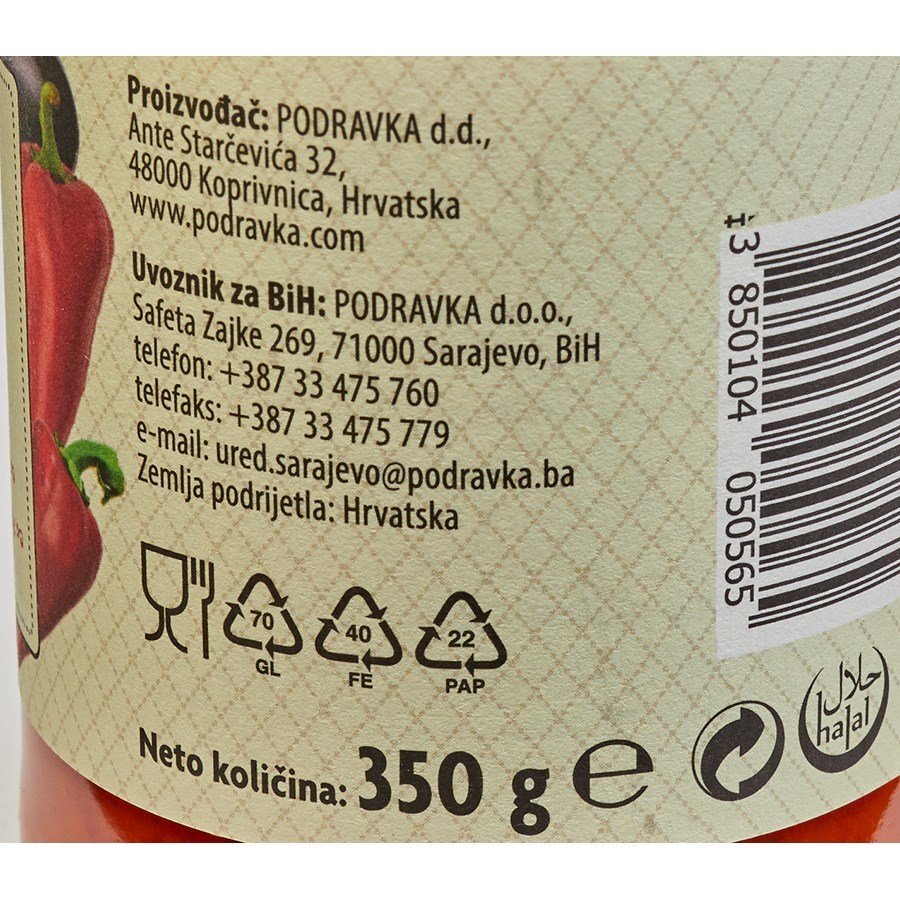 Proizvođač: PODRAVKA d.d.,
Ante Starčevića 32,
48000 Koprivnica, Hrvatska
www.podravka.com
Uvoznik za BiH: PODRAVKA d.o.o.,
Safeta Zajke 269, 71000 Sarajevo, BiH
telefon: +387 33 475 760
telefaks: +387 33 475 779
e-mail: ured.sarajevo@podravka.ba
Zemlja podrijetla: Hrvatska
70 40 22
GL FE PAP
Neto količina: 350 g ℮
3 850104 050565
حلال
halal